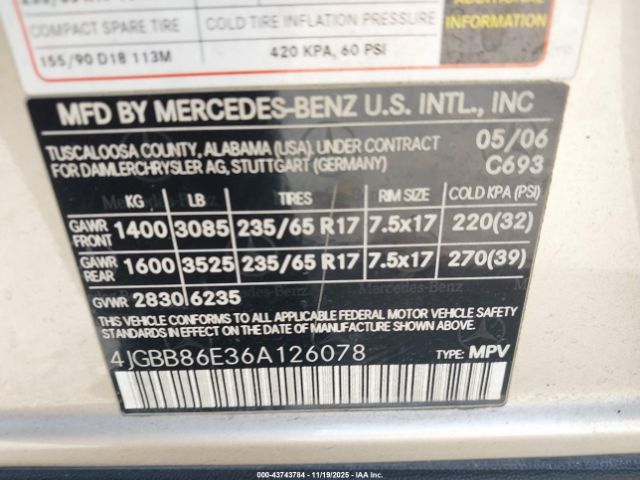 COMPACT SPARE TIRE
COLD TIRE INFLATION PRESSURE
155/90 D18 113M
420 KPA, 60 PSI
ADDITIONAL
INFORMATION
MFD BY MERCEDES-BENZ U.S. INTL., INC
TUSCALOOSA COUNTY, ALABAMA (USA) UNDER CONTRACT
FOR DAIMLERCHRYSLER AG, STUTTGART (GERMANY)
05/06
C693
KG LB TIRES RIM SIZE COLD KPA (PSI)
GAWR FRONT 1400 3085 235/65 R17 7.5x17 220(32)
GAWR REAR 1600 3525 235/65 R17 7.5x17 270(39)
GVWR 2830 6235
THIS VEHICLE CONFORMS TO ALL APPLICABLE FEDERAL MOTOR VEHICLE SAFETY
STANDARDS IN EFFECT ON THE DATE OF MANUFACTURE SHOWN ABOVE.
4JGBB86E36A126078
TYPE: MPV
000-43743784 - 11/19/2025 - IAA Inc.